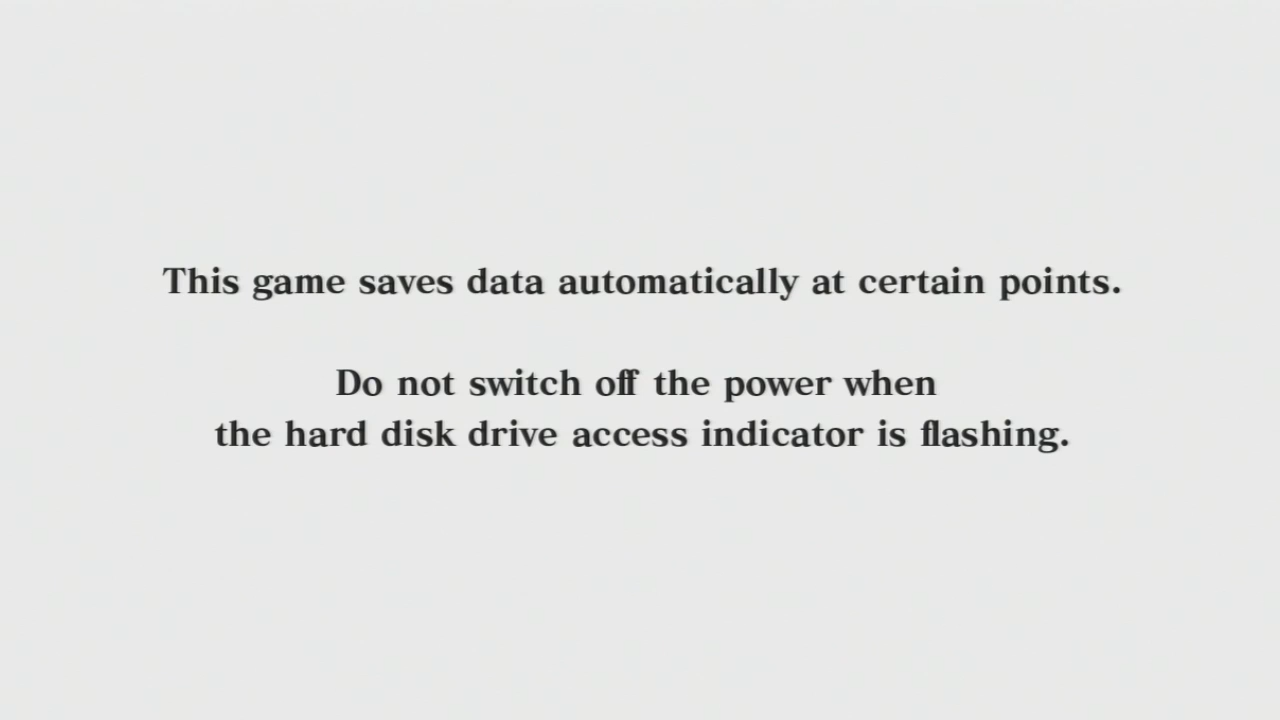 This game saves data automatically at certain points.
Do not switch off the power when
the hard disk drive access indicator is flashing.